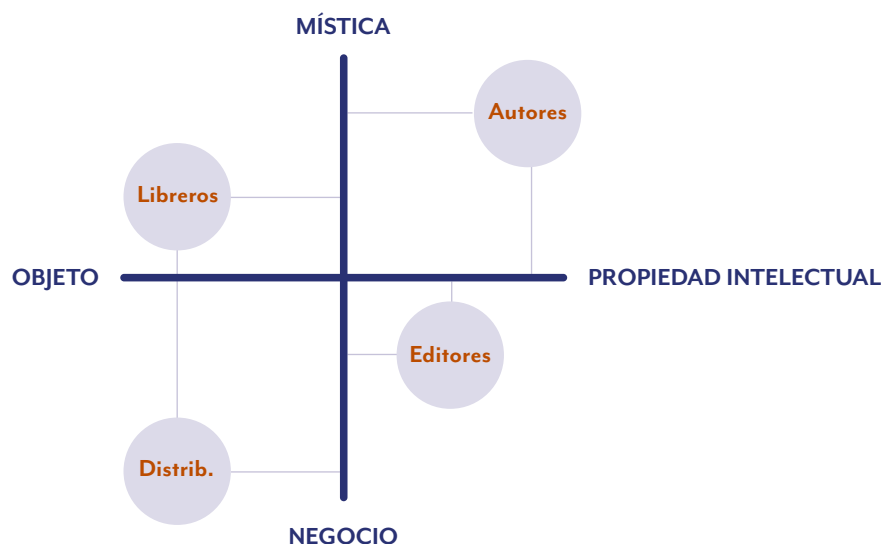 MÍSTICA
Autores
Libreros
OBJETO
PROPIEDAD INTELECTUAL
Editores
Distrib.
NEGOCIO